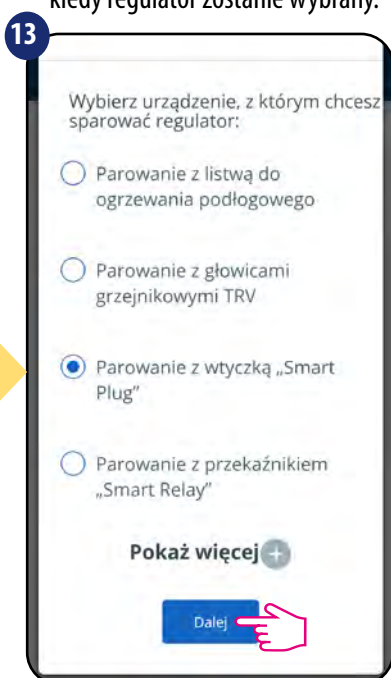 kiedy regulator zostanie wybrany.
13
Wybierz urządzenie, z którym chcesz
sparować regulator:
Parowanie z listwą do
ogrzewania podłogowego
Parowanie z głowicami
grzejnikowymi TRV
Parowanie z wtyczką „Smart
Plug”
Parowanie z przekaźnikiem
„Smart Relay”
Pokaż więcej
Dalej